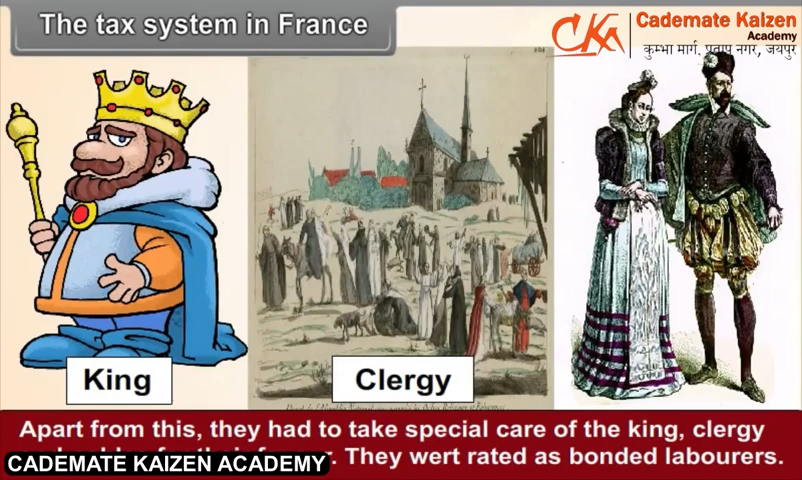 The tax system in France
CKA
Cademate Kaizen
Academy
कुम्भा मार्ग, प्रताप नगर, जयपुर
King
Clergy
Apart from this, they had to take special care of the king, clergy
They wert rated as bonded labourers.
CADEMATE KAIZEN ACADEMY